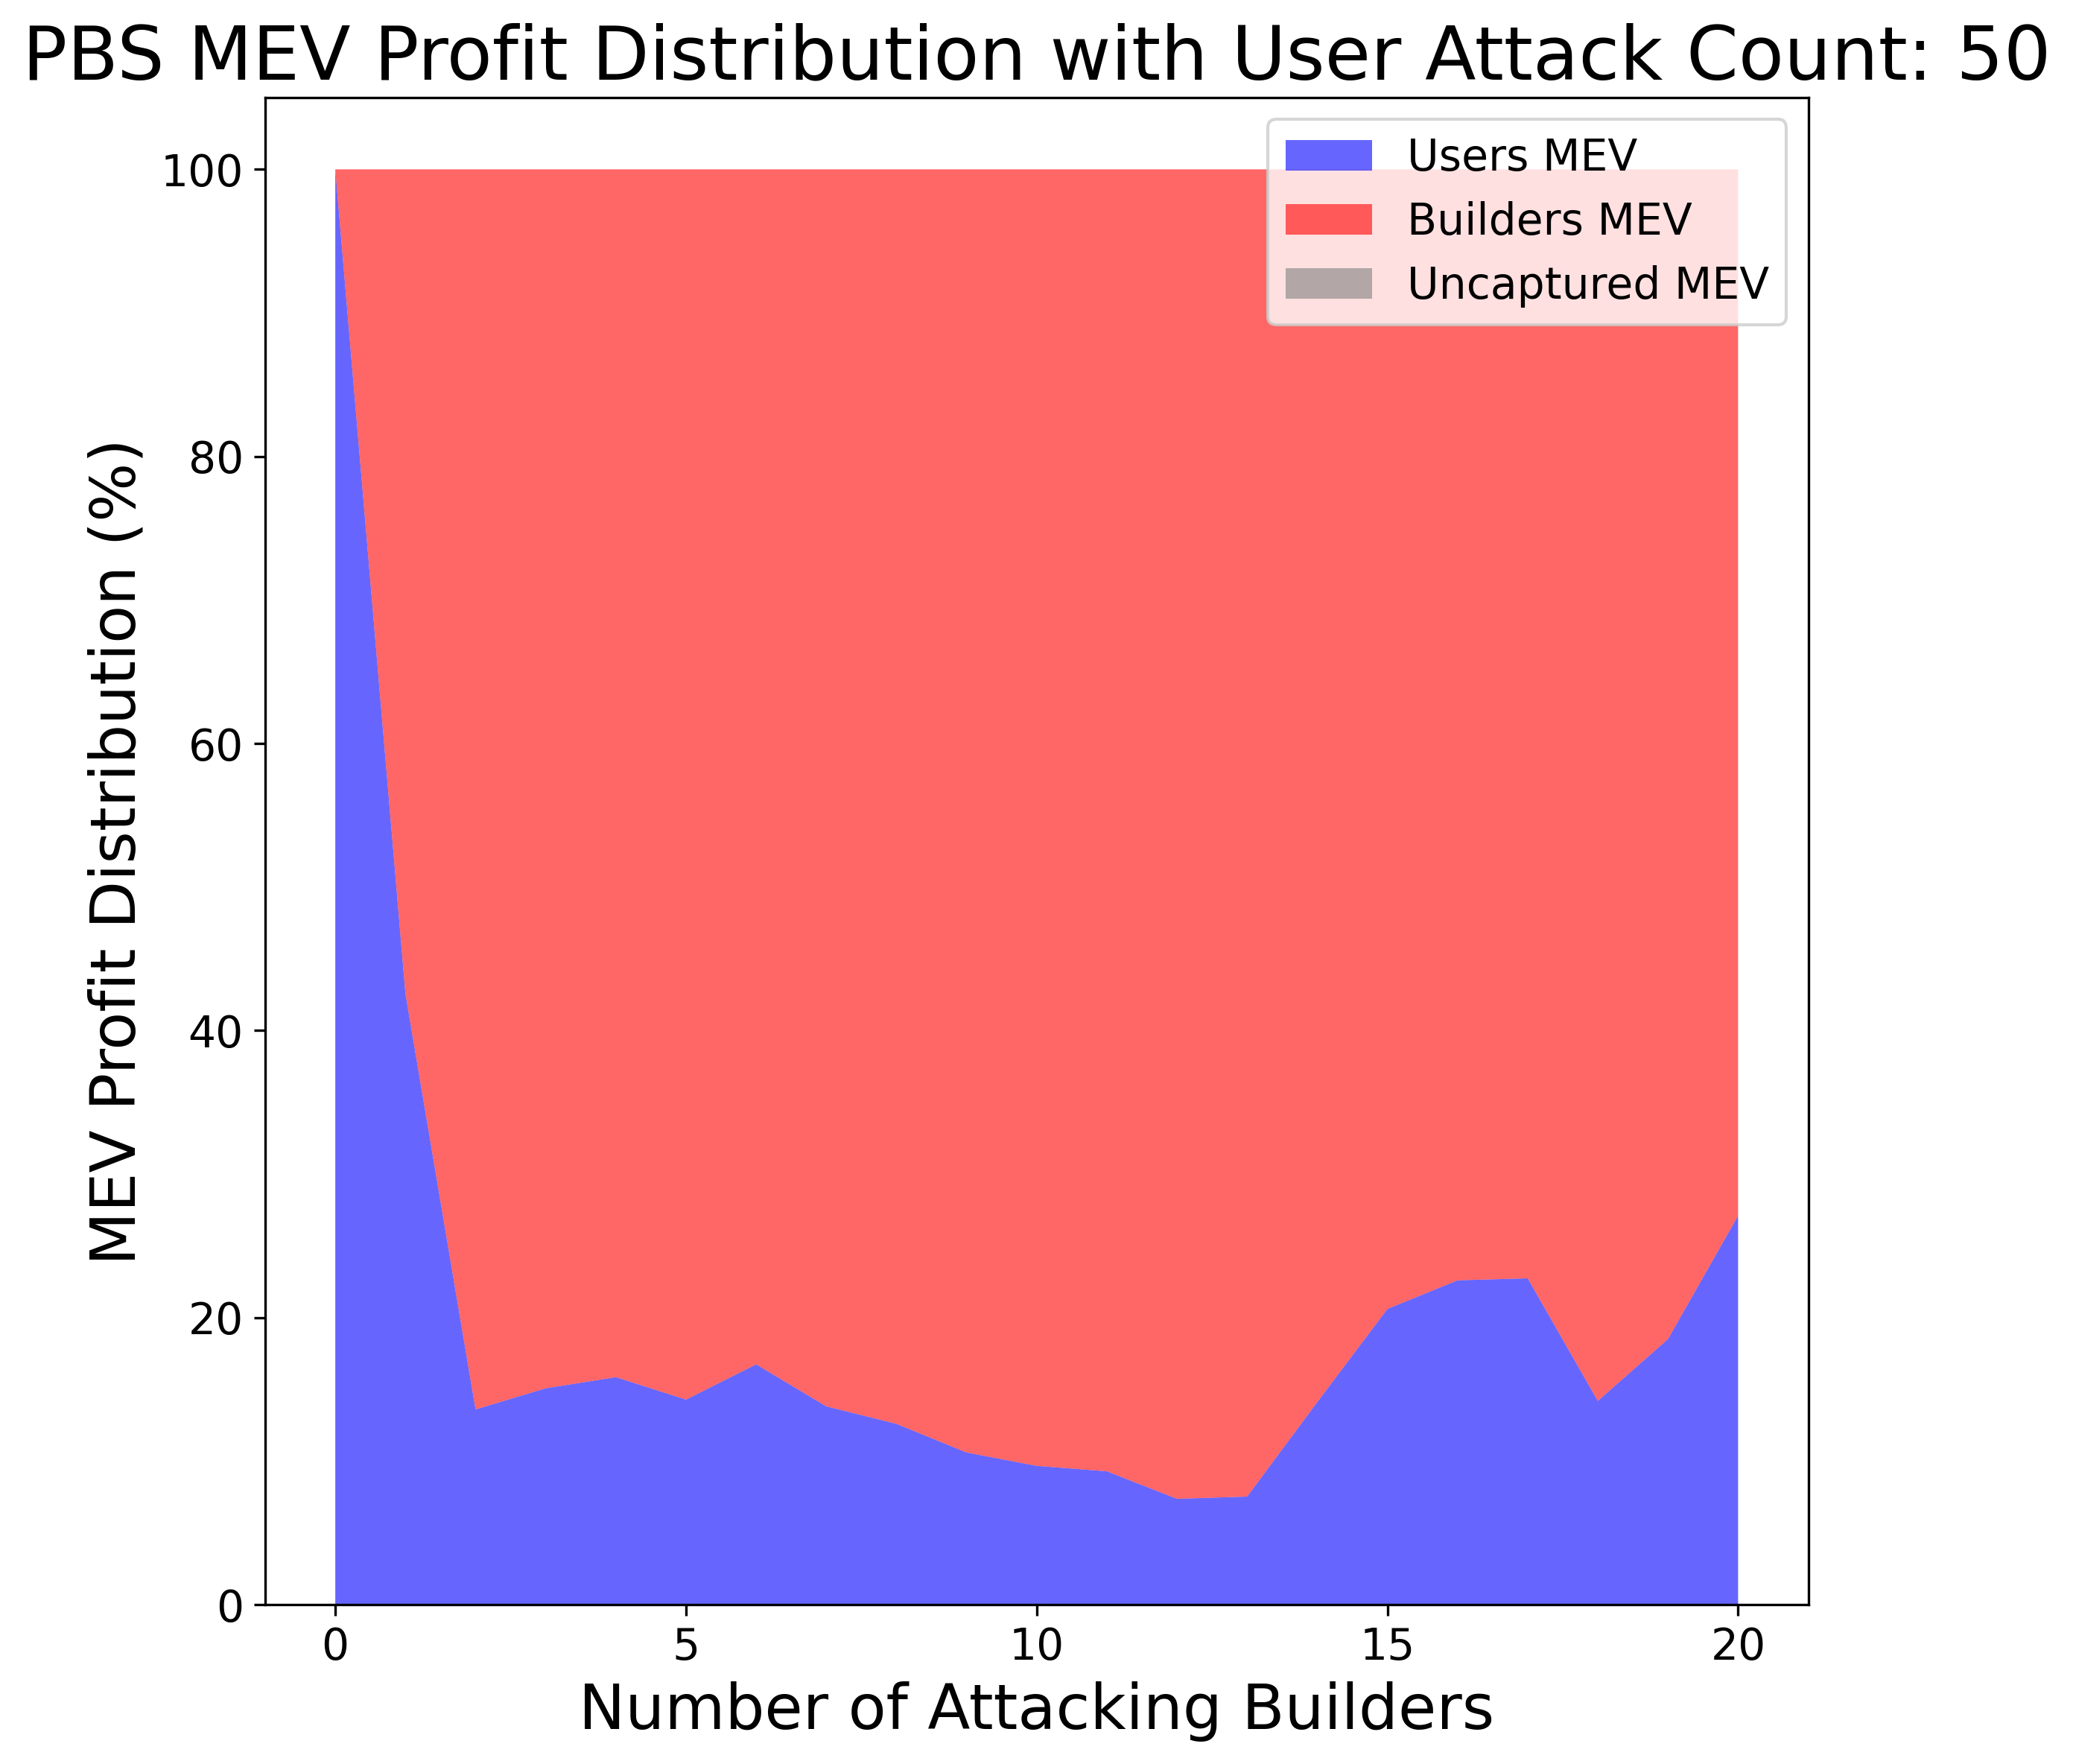 PBS MEV Profit Distribution with User Attack Count: 50
Users MEV
Builders MEV
Uncaptured MEV
MEV Profit Distribution (%)
100
80
60
40
20
0
0 5 10 15 20
Number of Attacking Builders